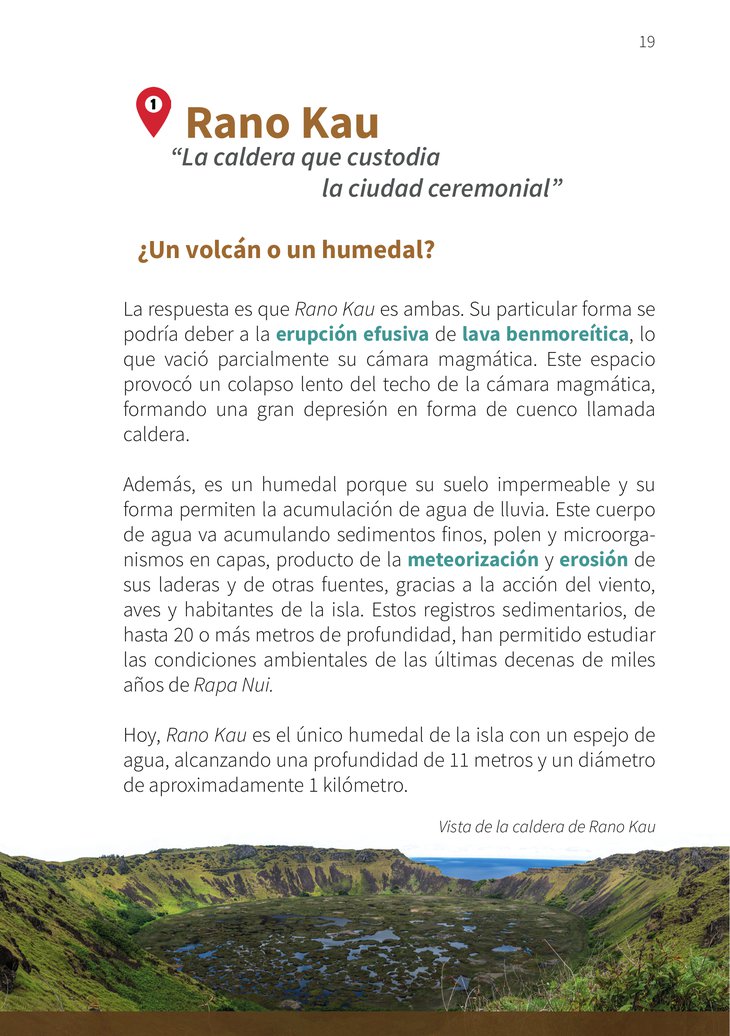 19
1
Rano Kau
“La caldera que custodia
la ciudad ceremonial”
¿Un volcán o un humedal?
La respuesta es que Rano Kau es ambas. Su particular forma se
podría deber a la erupción efusiva de lava benmoreítica, lo
que vació parcialmente su cámara magmática. Este espacio
provocó un colapso lento del techo de la cámara magmática,
formando una gran depresión en forma de cuenco llamada
caldera.
Además, es un humedal porque su suelo impermeable y su
forma permiten la acumulación de agua de lluvia. Este cuerpo
de agua va acumulando sedimentos finos, polen y microorga-
nismos en capas, producto de la meteorización y erosión de
sus laderas y de otras fuentes, gracias a la acción del viento,
aves y habitantes de la isla. Estos registros sedimentarios, de
hasta 20 o más metros de profundidad, han permitido estudiar
las condiciones ambientales de las últimas decenas de miles
años de Rapa Nui.
Hoy, Rano Kau es el único humedal de la isla con un espejo de
agua, alcanzando una profundidad de 11 metros y un diámetro
de aproximadamente 1 kilómetro.
Vista de la caldera de Rano Kau